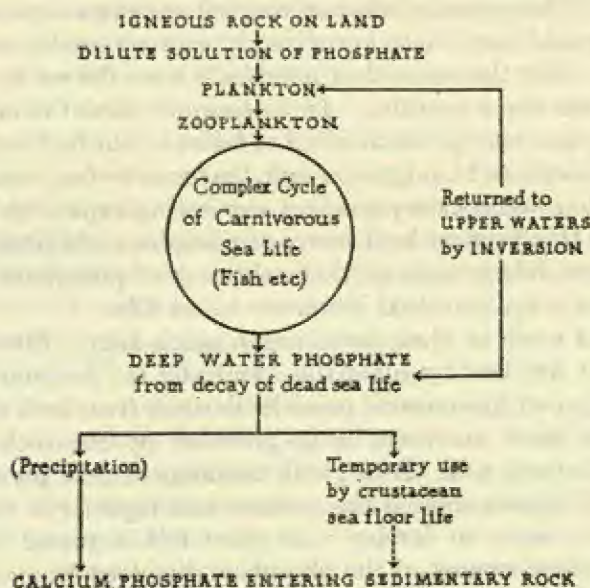 IGNEOUS ROCK ON LAND
DILUTE SOLUTION OF PHOSPHATE
PLANKTON
ZOOPLANKTON
Complex Cycle
of Carnivorous
Sea Life
(Fish etc)
Returned to
UPPER WATERS
by INVERSION
DEEP WATER PHOSPHATE
from decay of dead sea life
(Precipitation)
Temporary use
by crustacean
sea floor life
CALCIUM PHOSPHATE ENTERING SEDIMENTARY ROCK